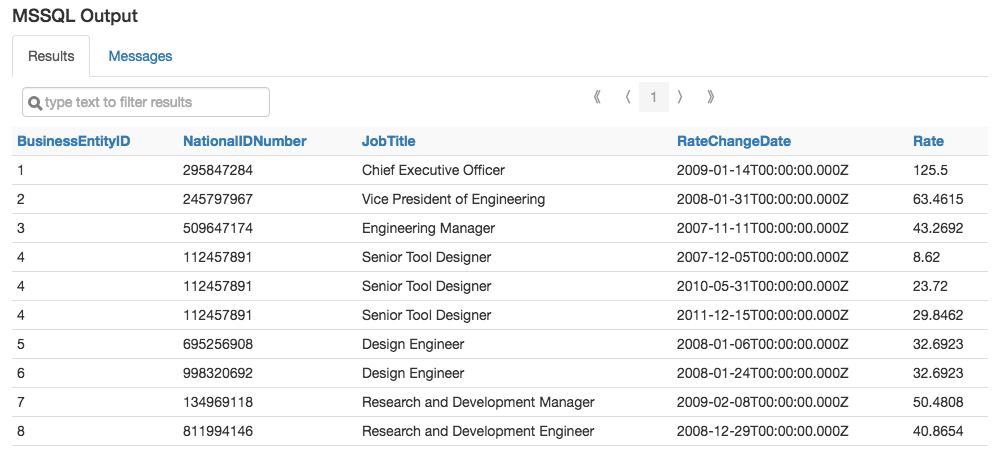 MSSQL Output
Results Messages
type text to filter results
⟪ ⟨ 1 ⟩ ⟫
BusinessEntityID NationalIDNumber JobTitle RateChangeDate Rate
1 295847284 Chief Executive Officer 2009-01-14T00:00:00.000Z 125.5
2 245797967 Vice President of Engineering 2008-01-31T00:00:00.000Z 63.4615
3 509647174 Engineering Manager 2007-11-11T00:00:00.000Z 43.2692
4 112457891 Senior Tool Designer 2007-12-05T00:00:00.000Z 8.62
4 112457891 Senior Tool Designer 2010-05-31T00:00:00.000Z 23.72
4 112457891 Senior Tool Designer 2011-12-15T00:00:00.000Z 29.8462
5 695256908 Design Engineer 2008-01-06T00:00:00.000Z 32.6923
6 998320692 Design Engineer 2008-01-24T00:00:00.000Z 32.6923
7 134969118 Research and Development Manager 2009-02-08T00:00:00.000Z 50.4808
8 811994146 Research and Development Engineer 2008-12-29T00:00:00.000Z 40.8654